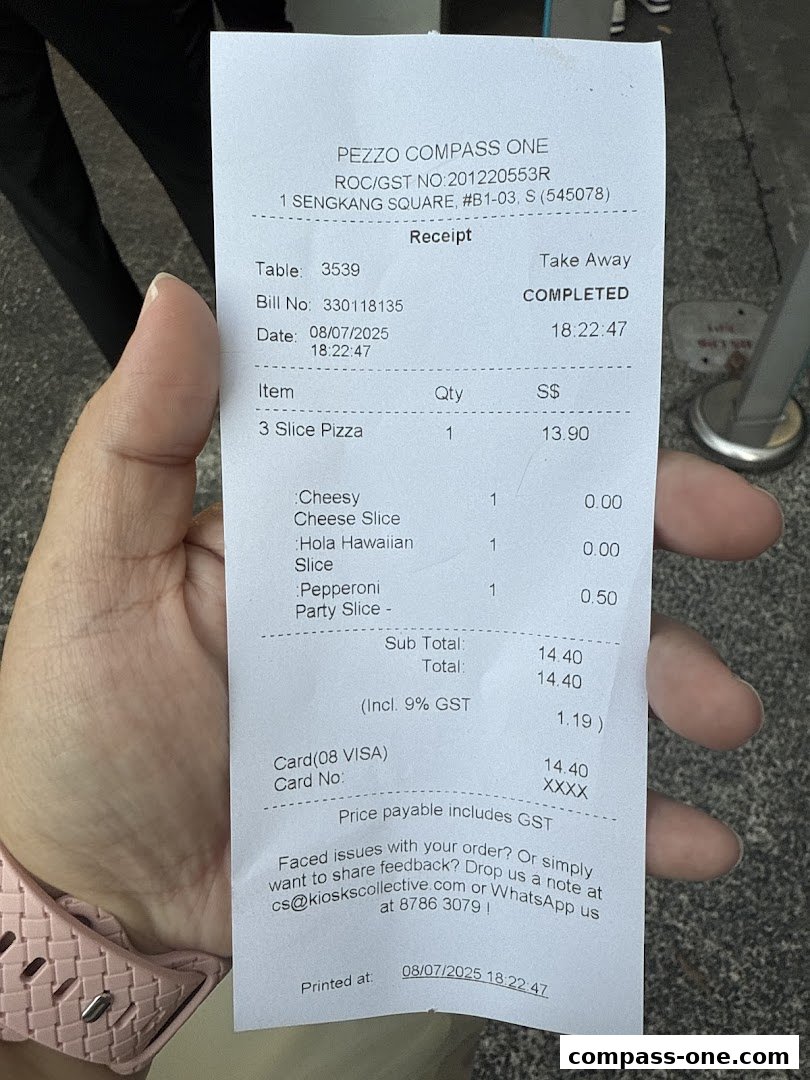 PEZZO COMPASS ONE
ROC/GST NO:201220553R
1 SENGKANG SQUARE, #B1-03, S (545078)
Receipt
Table: 3539 Take Away
Bill No: 330118135 COMPLETED
Date: 08/07/2025 18:22:47
18:22:47
Item Qty S$
3 Slice Pizza 1 13.90
:Cheesy 1 0.00
Cheese Slice
:Hola Hawaiian 1 0.00
Slice
:Pepperoni 1 0.50
Party Slice -
Sub Total: 14.40
Total: 14.40
(Incl. 9% GST 1.19 )
Card(08 VISA) 14.40
Card No: XXXX
Price payable includes GST
Faced issues with your order? Or simply
want to share feedback? Drop us a note at
cs@kioskscollective.com or WhatsApp us
at 8786 3079 !
Printed at: 08/07/2025 18:22:47
compass-one.com